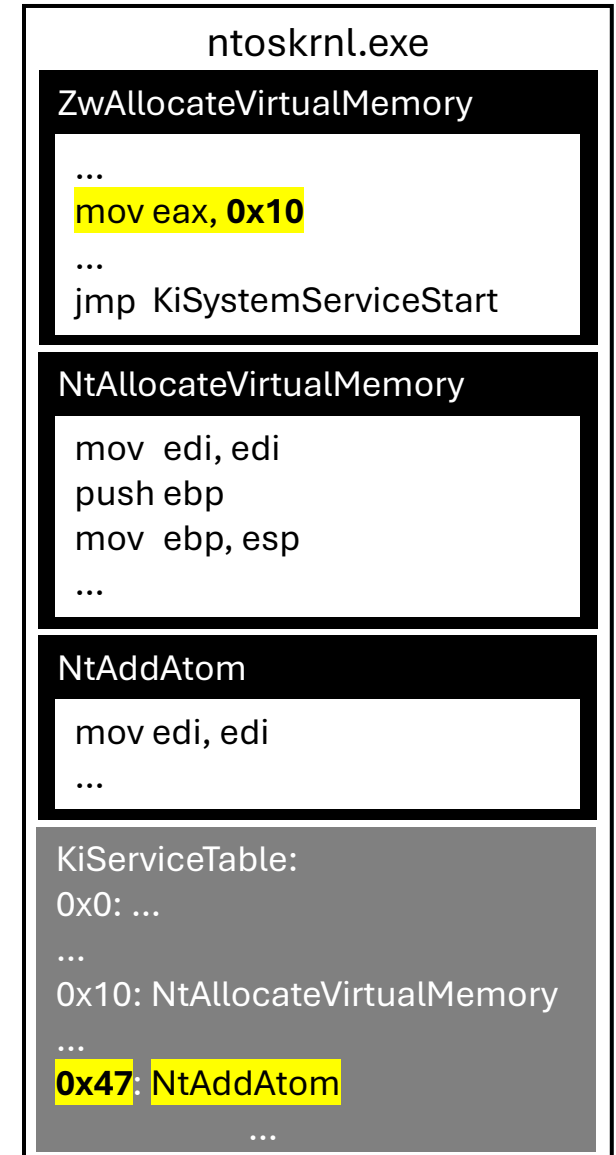 ntoskrnl.exe
ZwAllocateVirtualMemory
...
mov eax, 0x10
...
jmp KiSystemServiceStart
NtAllocateVirtualMemory
mov edi, edi
push ebp
mov ebp, esp
...
NtAddAtom
mov edi, edi
...
KiServiceTable:
0x0: ...
...
0x10: NtAllocateVirtualMemory
...
0x47: NtAddAtom
...